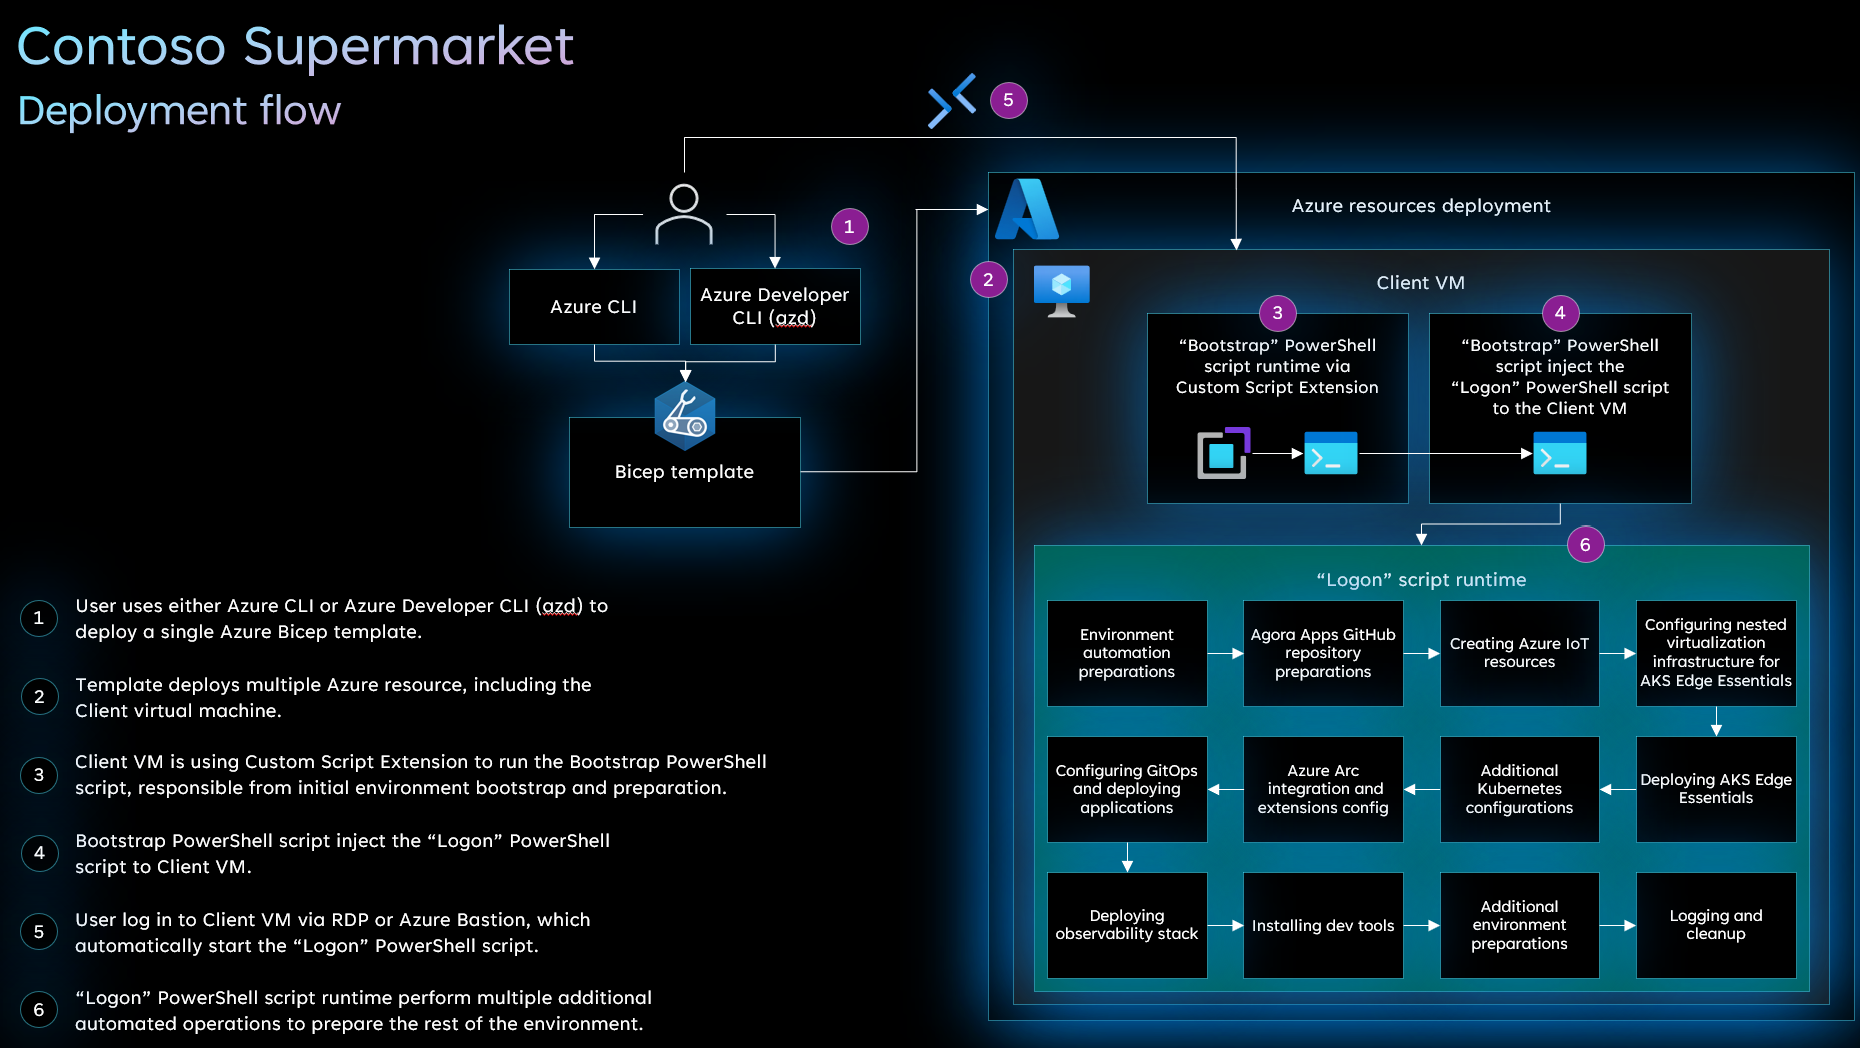 Contoso Supermarket
Deployment flow
5
1
Azure CLI
Azure Developer
CLI (azd)
Bicep template
Azure resources deployment
2
Client VM
3
“Bootstrap” PowerShell
script runtime via
Custom Script Extension
4
“Bootstrap” PowerShell
script inject the
“Logon” PowerShell script
to the Client VM
6
“Logon” script runtime
Environment
automation
preparations
Agora Apps GitHub
repository
preparations
Creating Azure IoT
resources
Configuring nested
virtualization
infrastructure for
AKS Edge Essentials
Configuring GitOps
and deploying
applications
Azure Arc
integration and
extensions config
Additional
Kubernetes
configurations
Deploying AKS Edge
Essentials
Deploying
observability stack
Installing dev tools
Additional
environment
preparations
Logging and
cleanup
1
User uses either Azure CLI or Azure Developer CLI (azd) to
deploy a single Azure Bicep template.
2
Template deploys multiple Azure resource, including the
Client virtual machine.
3
Client VM is using Custom Script Extension to run the Bootstrap PowerShell
script, responsible from initial environment bootstrap and preparation.
4
Bootstrap PowerShell script inject the “Logon” PowerShell
script to Client VM.
5
User log in to Client VM via RDP or Azure Bastion, which
automatically start the “Logon” PowerShell script.
6
“Logon” PowerShell script runtime perform multiple additional
automated operations to prepare the rest of the environment.